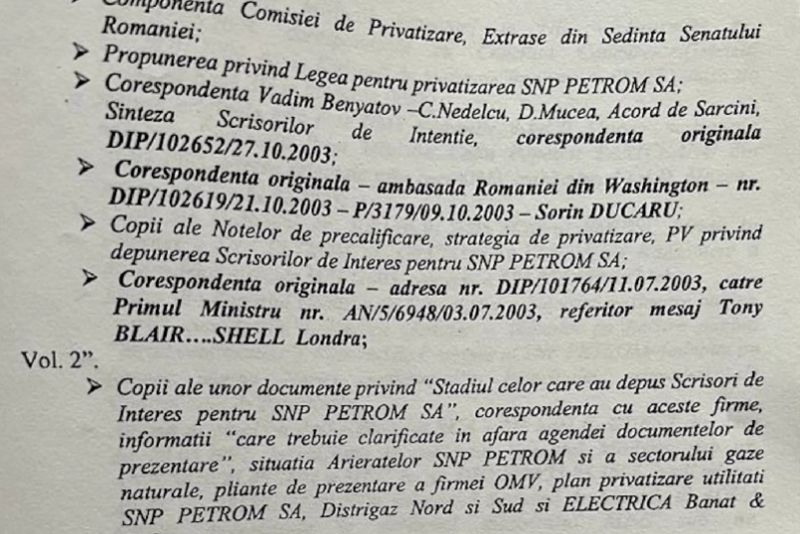 Componenta Comisiei de Privatizare, Extrase din Sedinta Senatului
Romaniei;
➢ Propunerea privind Legea pentru privatizarea SNP PETROM SA;
➢ Corespondenta Vadim Benyatov –C.Nedelcu, D.Mucea, Acord de Sarcini,
Sinteza Scrisorilor de Intentie, corespondenta originala
DIP/102652/27.10.2003;
➢ Corespondenta originala – ambasada Romaniei din Washington – nr.
DIP/102619/21.10.2003 – P/3179/09.10.2003 – Sorin DUCARU;
➢ Copii ale Notelor de precalificare, strategia de privatizare, PV privind
depunerea Scrisorilor de Interes pentru SNP PETROM SA;
➢ Corespondenta originala – adresa nr. DIP/101764/11.07.2003, catre
Primul Ministru nr. AN/5/6948/03.07.2003, referitor mesaj Tony
BLAIR....SHELL Londra;
Vol. 2”.
➢ Copii ale unor documente privind “Stadiul celor care au depus Scrisori de
Interes pentru SNP PETROM SA”, corespondenta cu aceste firme,
informatii “care trebuie clarificate in afara agendei documentelor de
prezentare”, situatia Arieratelor SNP PETROM si a sectorului gaze
naturale, pliante de prezentare a firmei OMV, plan privatizare utilitati
SNP PETROM SA, Distrigaz Nord si Sud si ELECTRICA Banat &